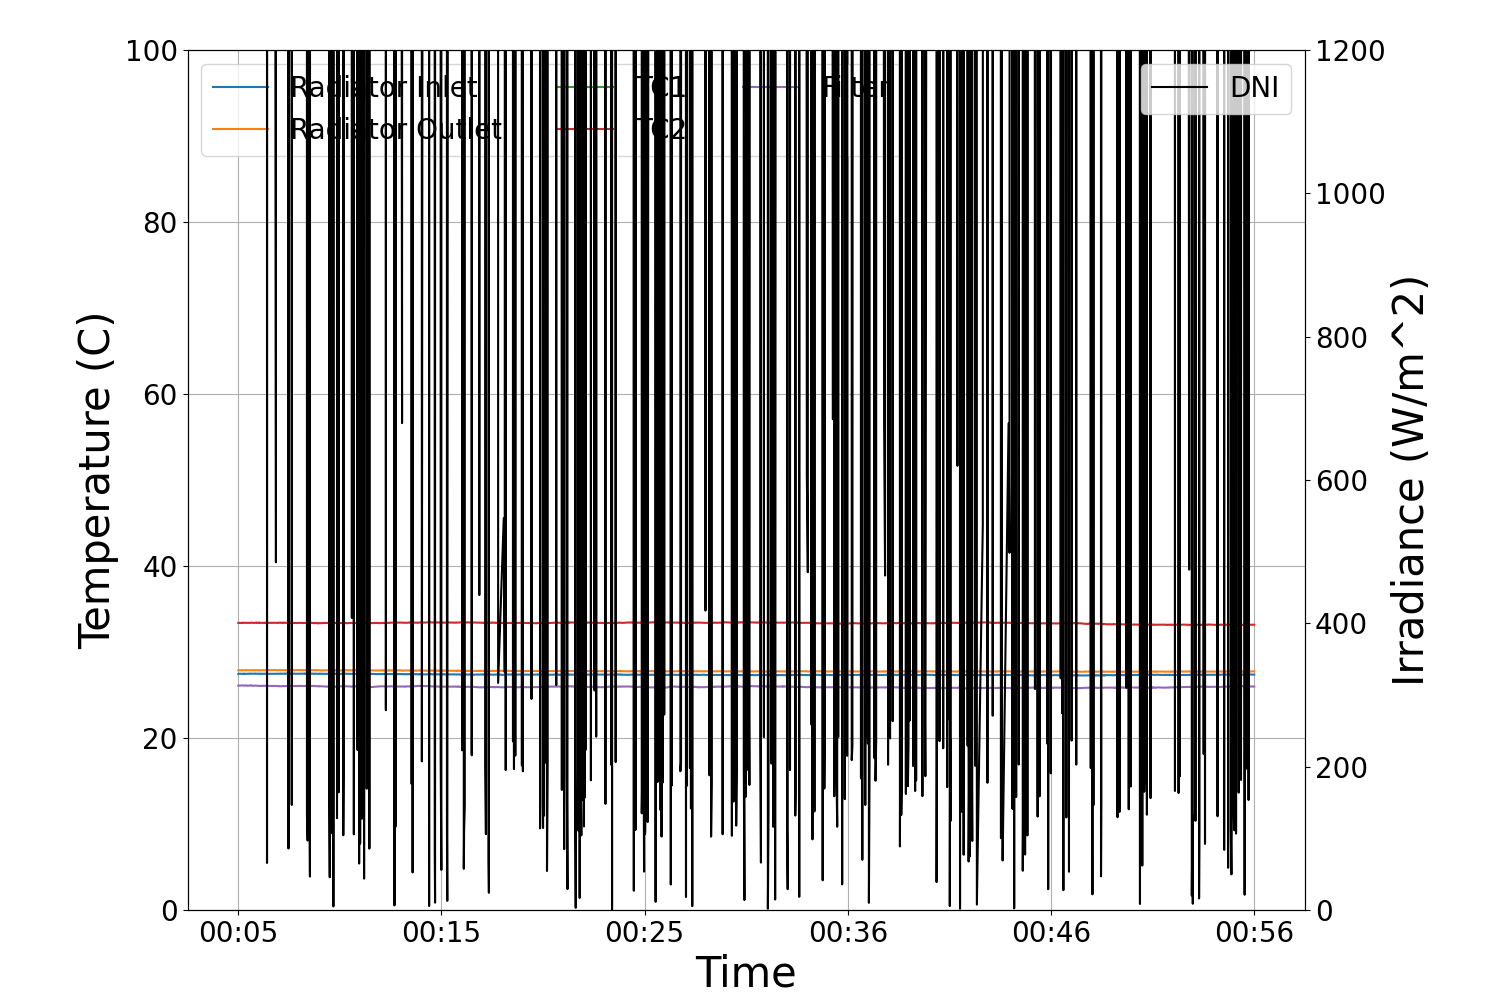 100
80
60
40
20
0
Temperature (C)
Radiator Inlet
Radiator Outlet
TC1
TC2
Filter
DNI
1200
1000
800
600
400
200
0
Irradiance (W/m^2)
00:05
00:15
00:25
00:36
00:46
00:56
Time